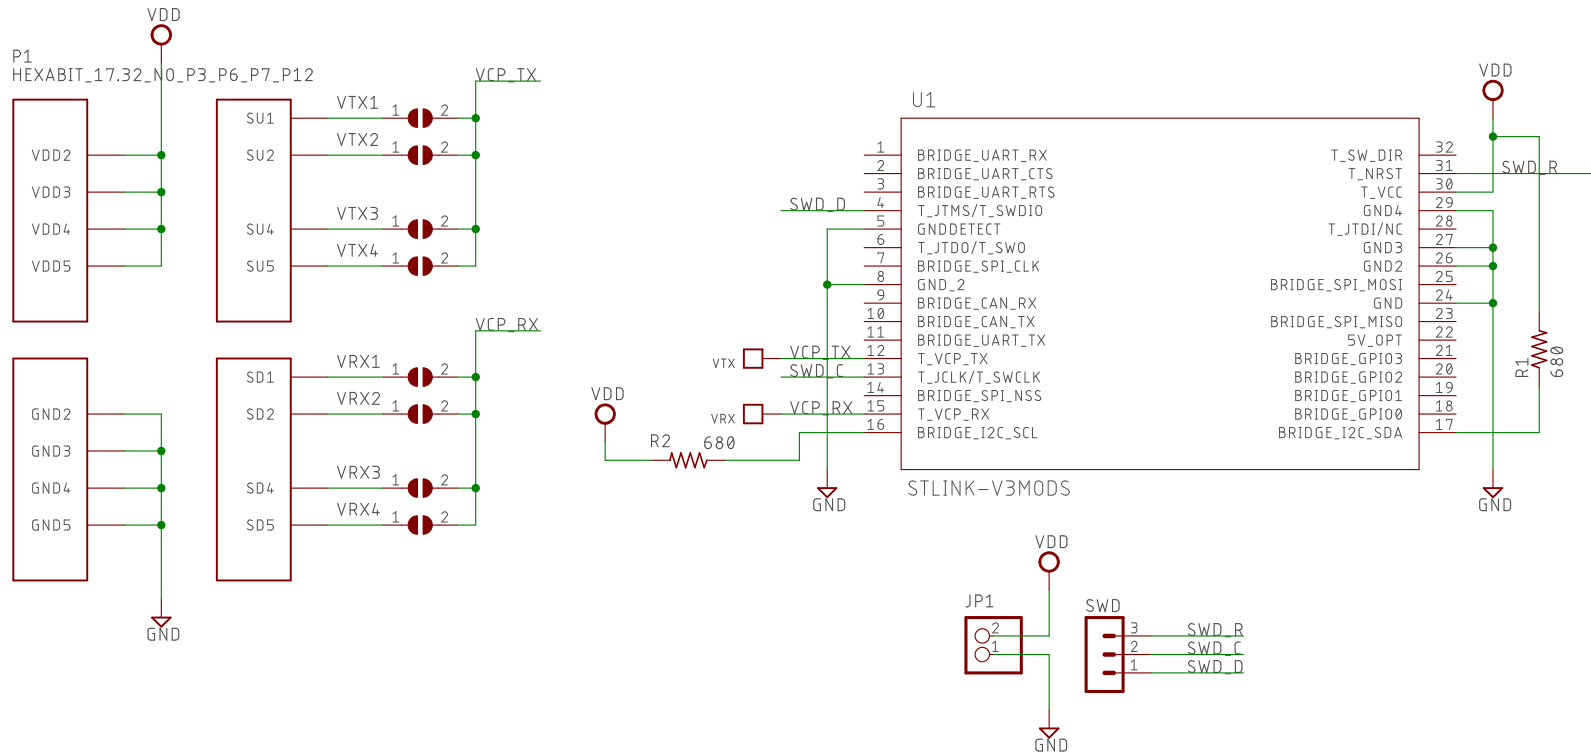 VDD
P1
HEXABIT_17.32_NO_P3_P6_P7_P12
VDD2
VDD3
VDD4
VDD5
SU1
SU2
SU4
SU5
VTX1 1 2
VTX2 1 2
VTX3 1 2
VTX4 1 2
VCP_TX
GND2
GND3
GND4
GND5
GND
SD1
SD2
SD4
SD5
VRX1 1 2
VRX2 1 2
VRX3 1 2
VRX4 1 2
VCP_RX
VDD
R2 680
VTX VCP_TX
SWD_C
VRX VCP_RX
SWD_D
GND
U1
1 BRIDGE_UART_RX
2 BRIDGE_UART_CTS
3 BRIDGE_UART_RTS
4 T_JTMS/T_SWDIO
5 GNDDETECT
6 T_JTDO/T_SWO
7 BRIDGE_SPI_CLK
8 GND_2
9 BRIDGE_CAN_RX
10 BRIDGE_CAN_TX
11 BRIDGE_UART_TX
12 T_VCP_TX
13 T_JCLK/T_SWCLK
14 BRIDGE_SPI_NSS
15 T_VCP_RX
16 BRIDGE_I2C_SCL
T_SW_DIR 32
T_NRST 31
T_VCC 30
GND4 29
T_JTDI/NC 28
GND3 27
GND2 26
BRIDGE_SPI_MOSI 25
GND 24
BRIDGE_SPI_MISO 23
5V_OPT 22
BRIDGE_GPIO3 21
BRIDGE_GPIO2 20
BRIDGE_GPIO1 19
BRIDGE_GPIO0 18
BRIDGE_I2C_SDA 17
STLINK-V3MODS
VDD
SWD_R
R1
680
GND
VDD
JP1
2
1
GND
SWD
3 SWD_R
2 SWD_C
1 SWD_D